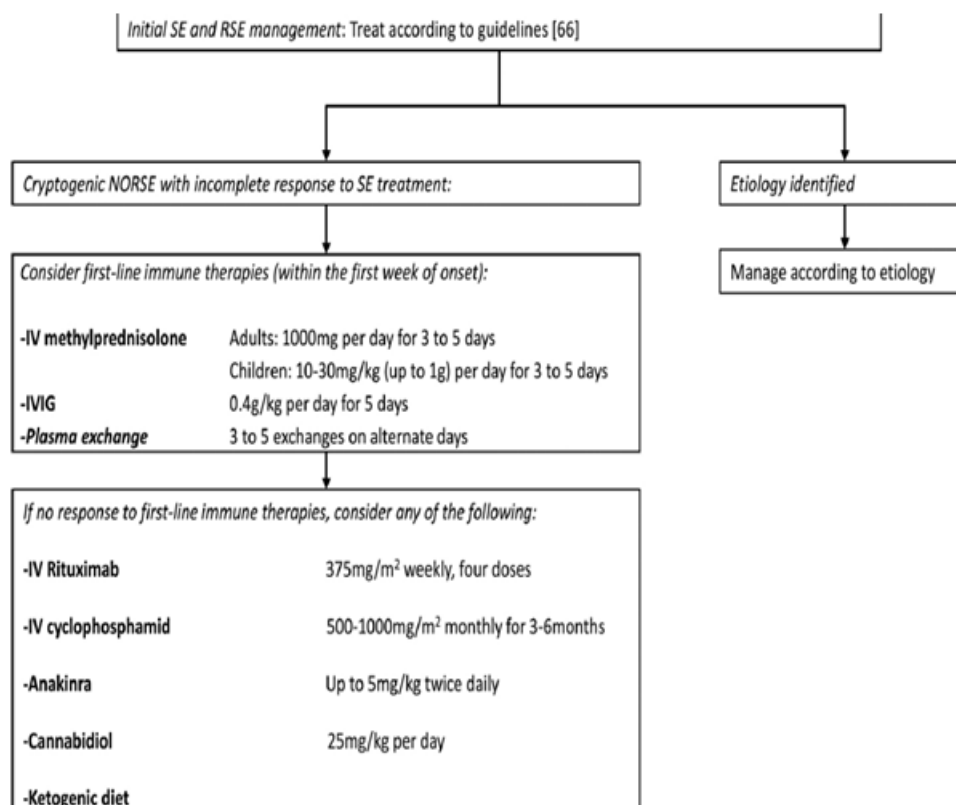 Initial SE and RSE management: Treat according to guidelines [66]
Cryptogenic NORSE with incomplete response to SE treatment:
Etiology identified
Consider first-line immune therapies (within the first week of onset):
Manage according to etiology
-IV methylprednisolone Adults: 1000mg per day for 3 to 5 days
Children: 10-30mg/kg (up to 1g) per day for 3 to 5 days
-IVIG 0.4g/kg per day for 5 days
-Plasma exchange 3 to 5 exchanges on alternate days
If no response to first-line immune therapies, consider any of the following:
-IV Rituximab 375mg/m² weekly, four doses
-IV cyclophosphamid 500-1000mg/m² monthly for 3-6months
-Anakinra Up to 5mg/kg twice daily
-Cannabidiol 25mg/kg per day
-Ketogenic diet